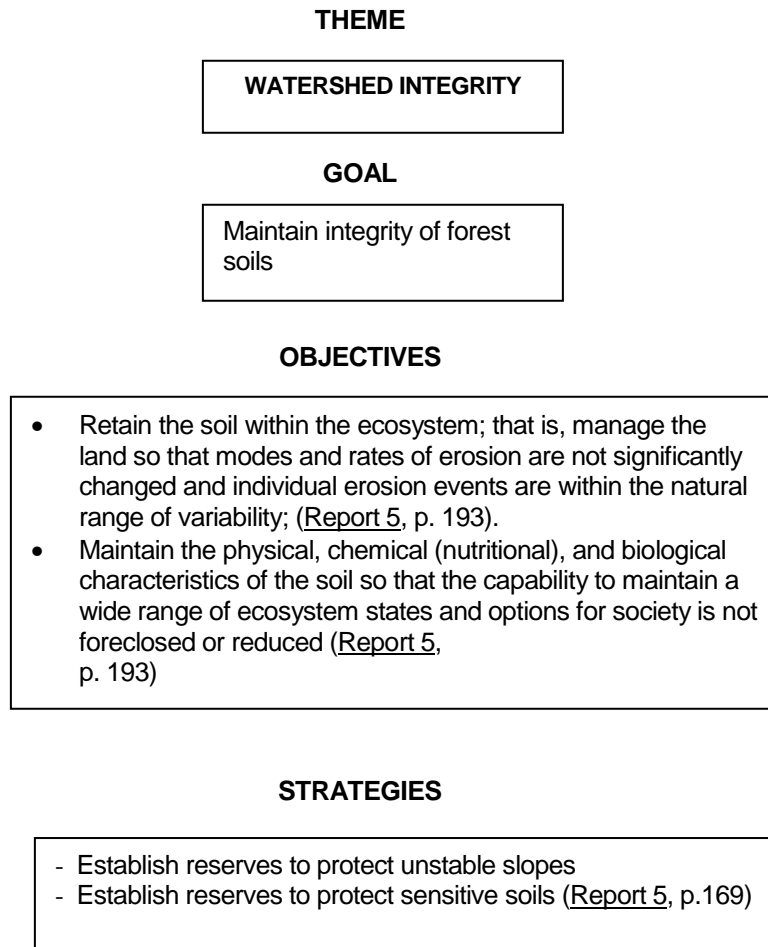 THEME
WATERSHED INTEGRITY
GOAL
Maintain integrity of forest
soils
OBJECTIVES
• Retain the soil within the ecosystem; that is, manage the
land so that modes and rates of erosion are not significantly
changed and individual erosion events are within the natural
range of variability; (Report 5, p. 193).
• Maintain the physical, chemical (nutritional), and biological
characteristics of the soil so that the capability to maintain a
wide range of ecosystem states and options for society is not
foreclosed or reduced (Report 5,
p. 193)
STRATEGIES
- Establish reserves to protect unstable slopes
- Establish reserves to protect sensitive soils (Report 5, p.169)